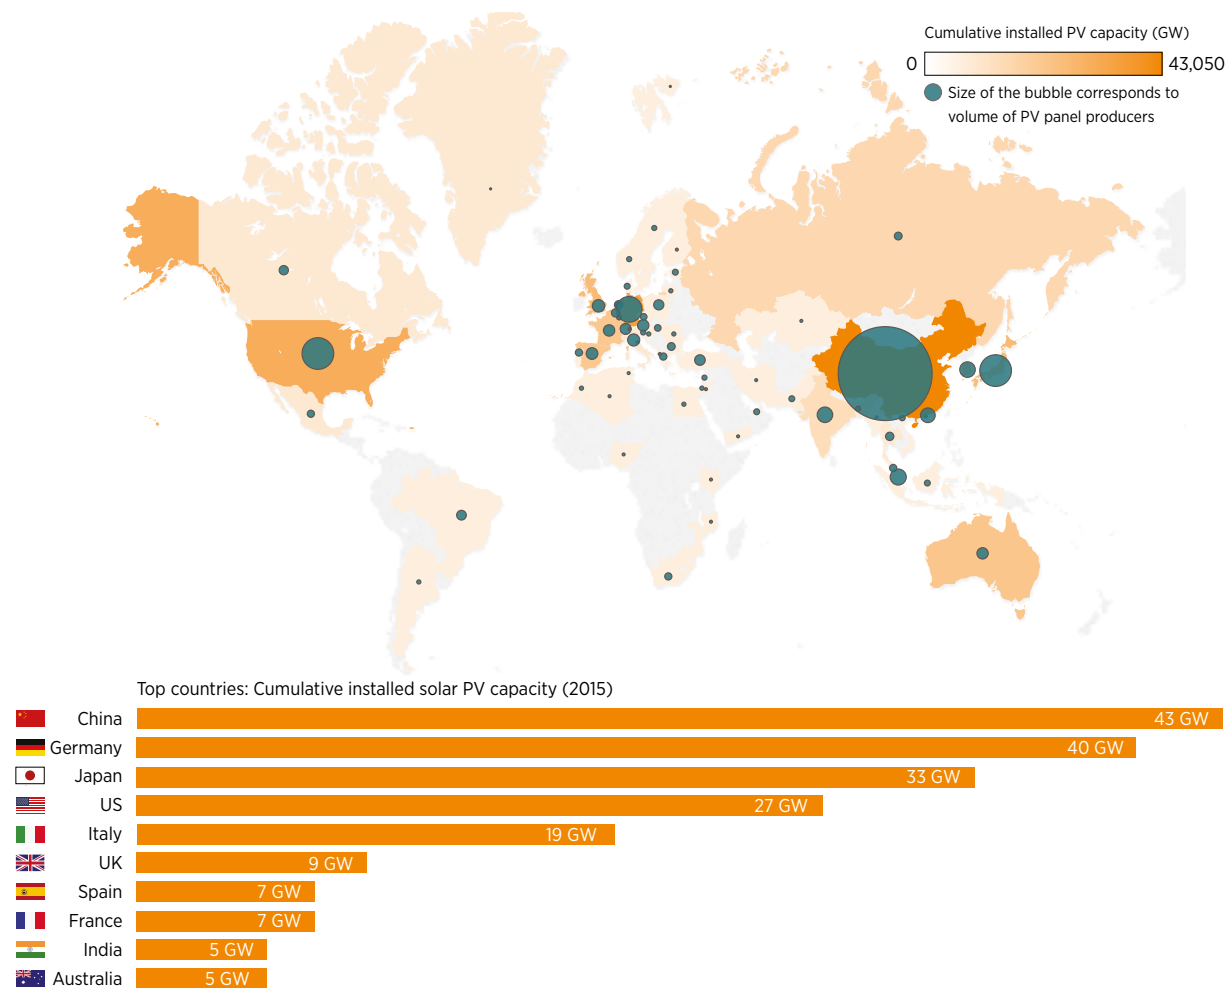 Cumulative installed PV capacity (GW)
0 43,050
Size of the bubble corresponds to
volume of PV panel producers
Top countries: Cumulative installed solar PV capacity (2015)
China 43 GW
Germany 40 GW
Japan 33 GW
US 27 GW
Italy 19 GW
UK 9 GW
Spain 7 GW
France 7 GW
India 5 GW
Australia 5 GW